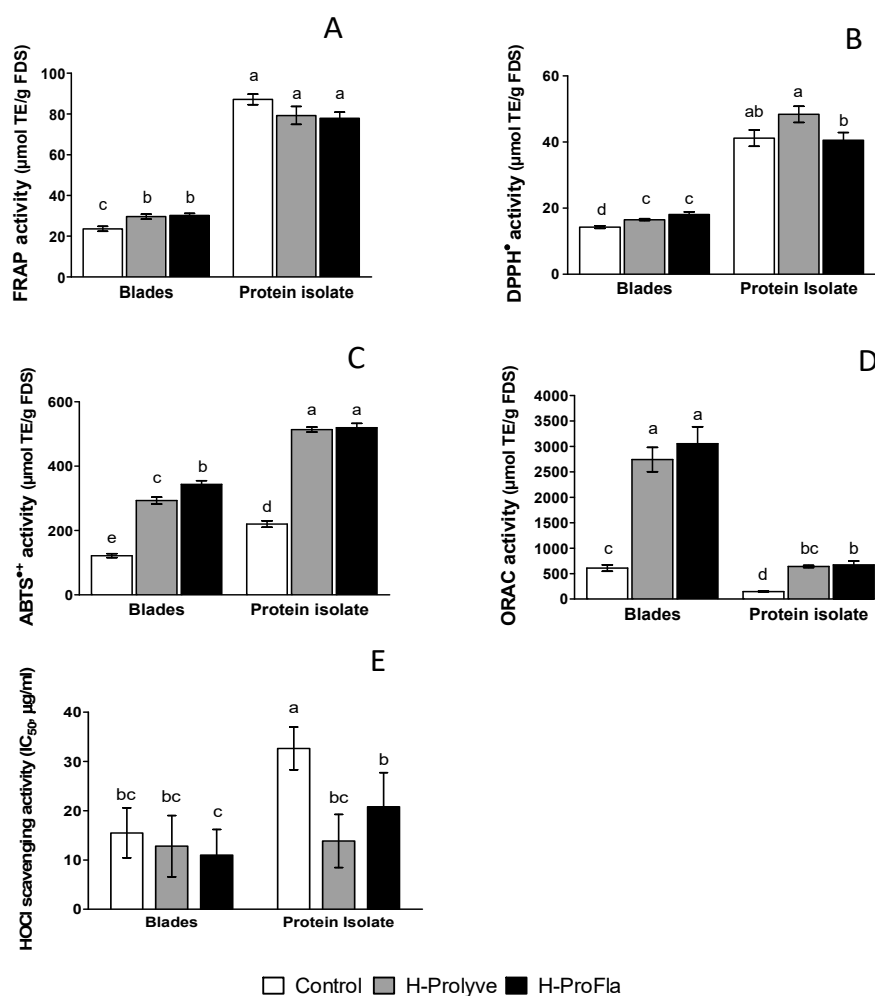 A
FRAP activity (µmol TE/g FDS)
100
80
60
40
20
0
c
b
b
a
a
a
Blades
Protein isolate
B
DPPH• activity (µmol TE/g FDS)
60
40
20
0
d
c
c
ab
a
b
Blades
Protein Isolate
C
ABTS•+ activity (µmol TE/g FDS)
600
400
200
0
e
c
b
d
a
a
Blades
Protein isolate
D
ORAC activity (µmol TE/g FDS)
4000
3500
3000
2500
2000
1500
1000
500
0
c
a
a
d
bc
b
Blades
Protein isolate
E
HOCl scavenging activity (IC50, µg/ml)
40
30
20
10
0
bc
bc
c
a
bc
b
Blades
Protein Isolate
Control H-Prolyve H-ProFla